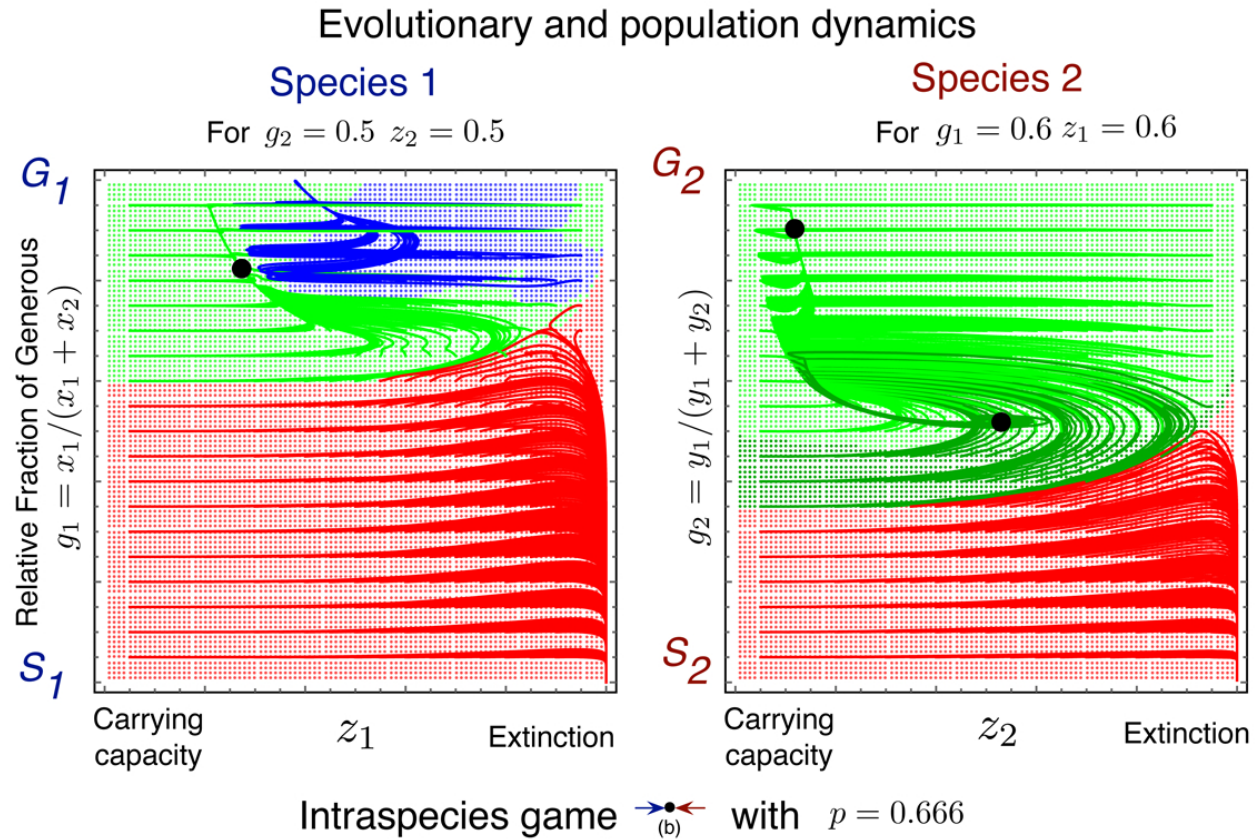 Evolutionary and population dynamics
Species 1
Species 2
For g₂ = 0.5 z₂ = 0.5
For g₁ = 0.6 z₁ = 0.6
G₁
G₂
Relative Fraction of Generous
g₁ = x₁/(x₁ + x₂)
g₂ = y₁/(y₁ + y₂)
S₁
S₂
Carrying capacity
z₁
Extinction
Carrying capacity
z₂
Extinction
Intraspecies game (b) with p = 0.666